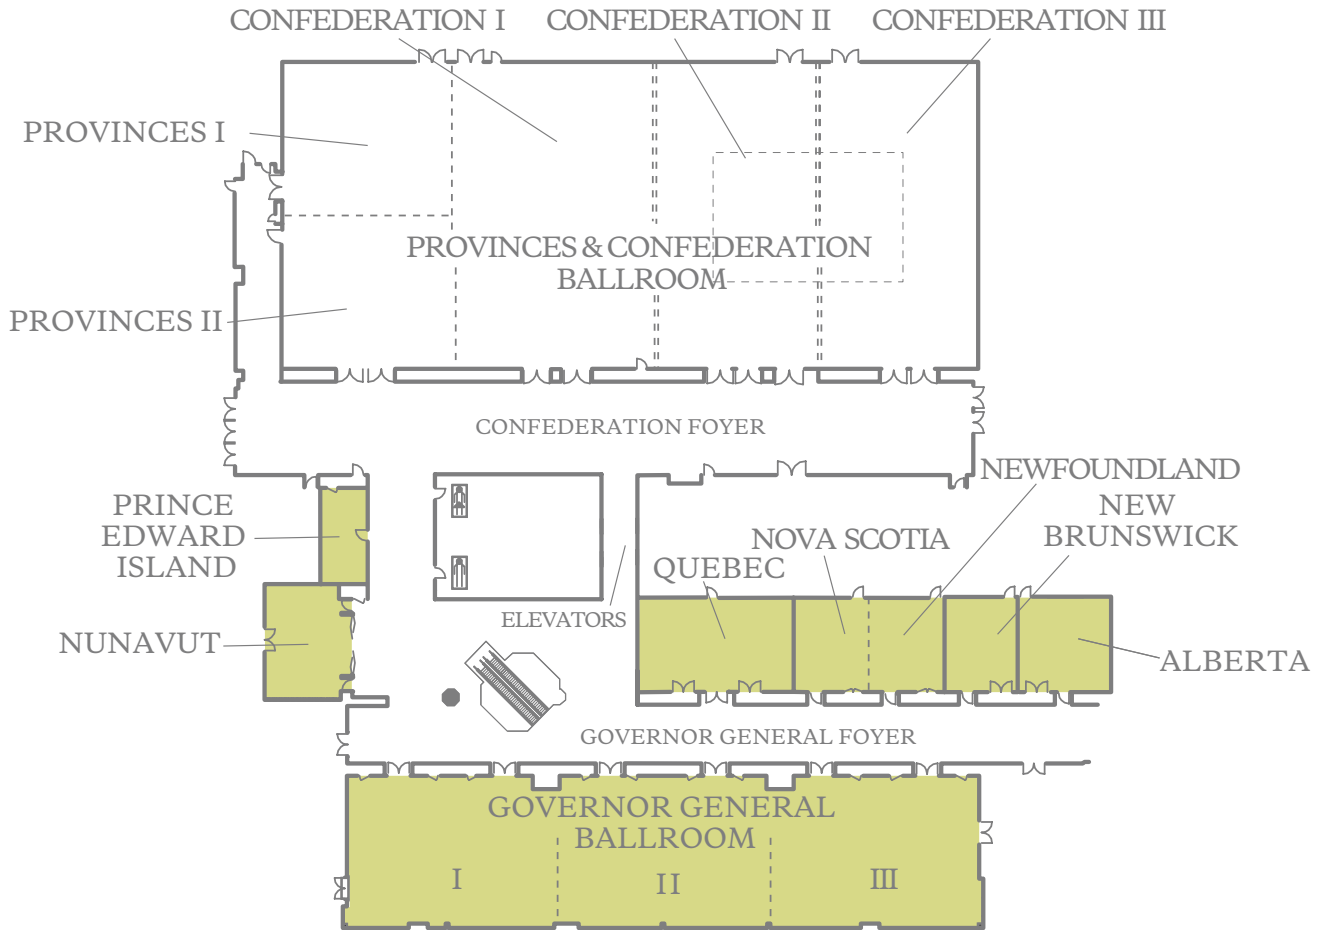 CONFEDERATION I
CONFEDERATION II
CONFEDERATION III
PROVINCES I
PROVINCES & CONFEDERATION
BALLROOM
PROVINCES II
CONFEDERATION FOYER
NEWFOUNDLAND
PRINCE
EDWARD
ISLAND
NEW
BRUNSWICK
NOVA SCOTIA
QUEBEC
ELEVATORS
NUNAVUT
ALBERTA
GOVERNOR GENERAL FOYER
GOVERNOR GENERAL
BALLROOM
I
II
III